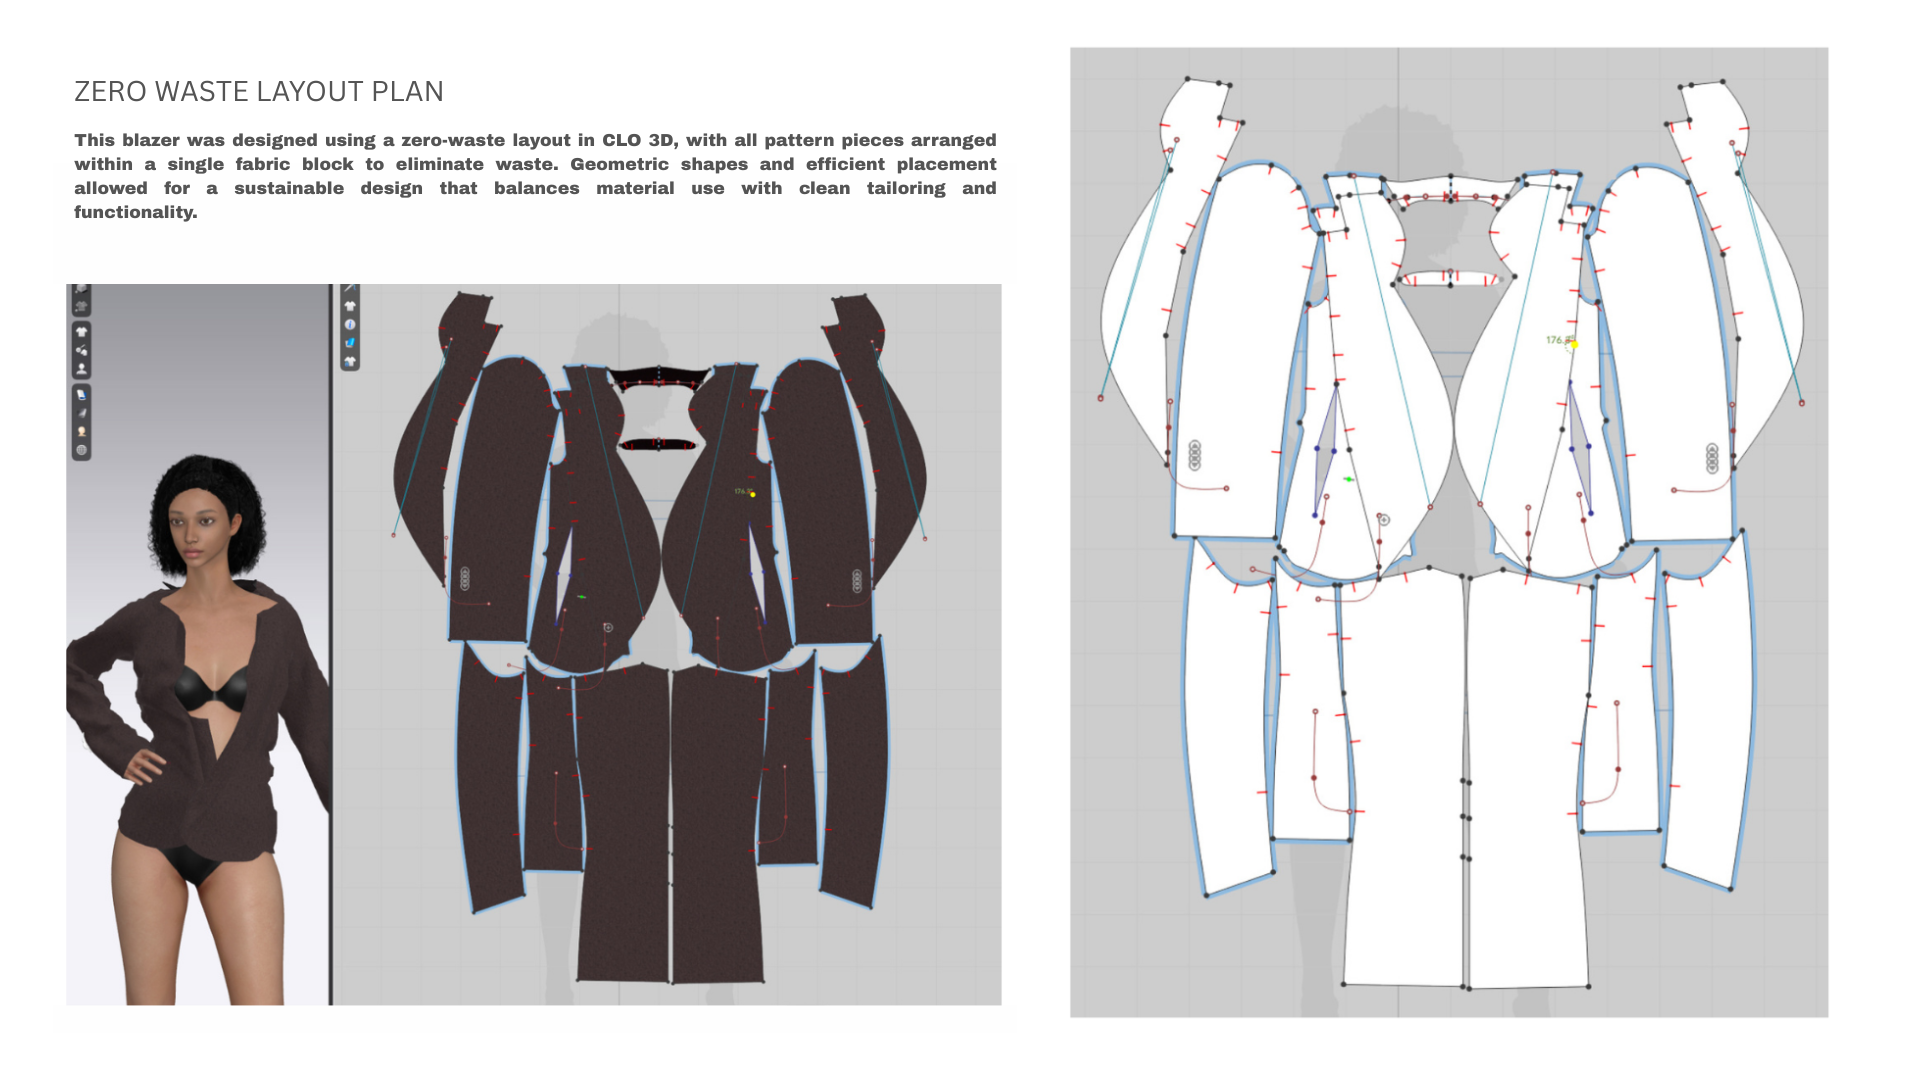 ZERO WASTE LAYOUT PLAN
This blazer was designed using a zero-waste layout in CLO 3D, with all pattern pieces arranged
within a single fabric block to eliminate waste. Geometric shapes and efficient placement
allowed for a sustainable design that balances material use with clean tailoring and
functionality.